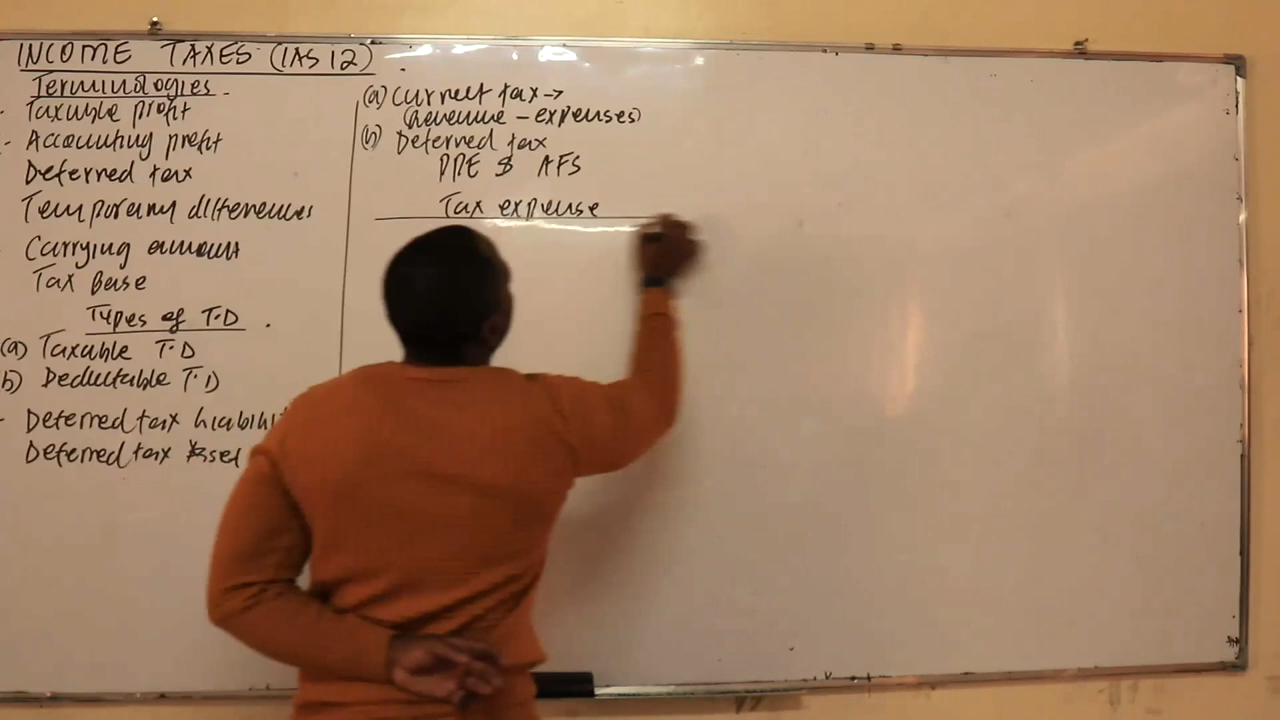 INCOME TAXES (IAS 12)
Terminologies
- Taxable profit
- Accounting profit
Deferred tax
Temporary differences
Carrying amount
Tax Base
Types of T.D
(a) Taxable T.D
b) Deductable T.D
- Deferred tax liabili
Deferred tax Asset
(a) Current tax →
(Revenue - expenses)
(b) Deferred tax
PPE $ AFS
Tax expense